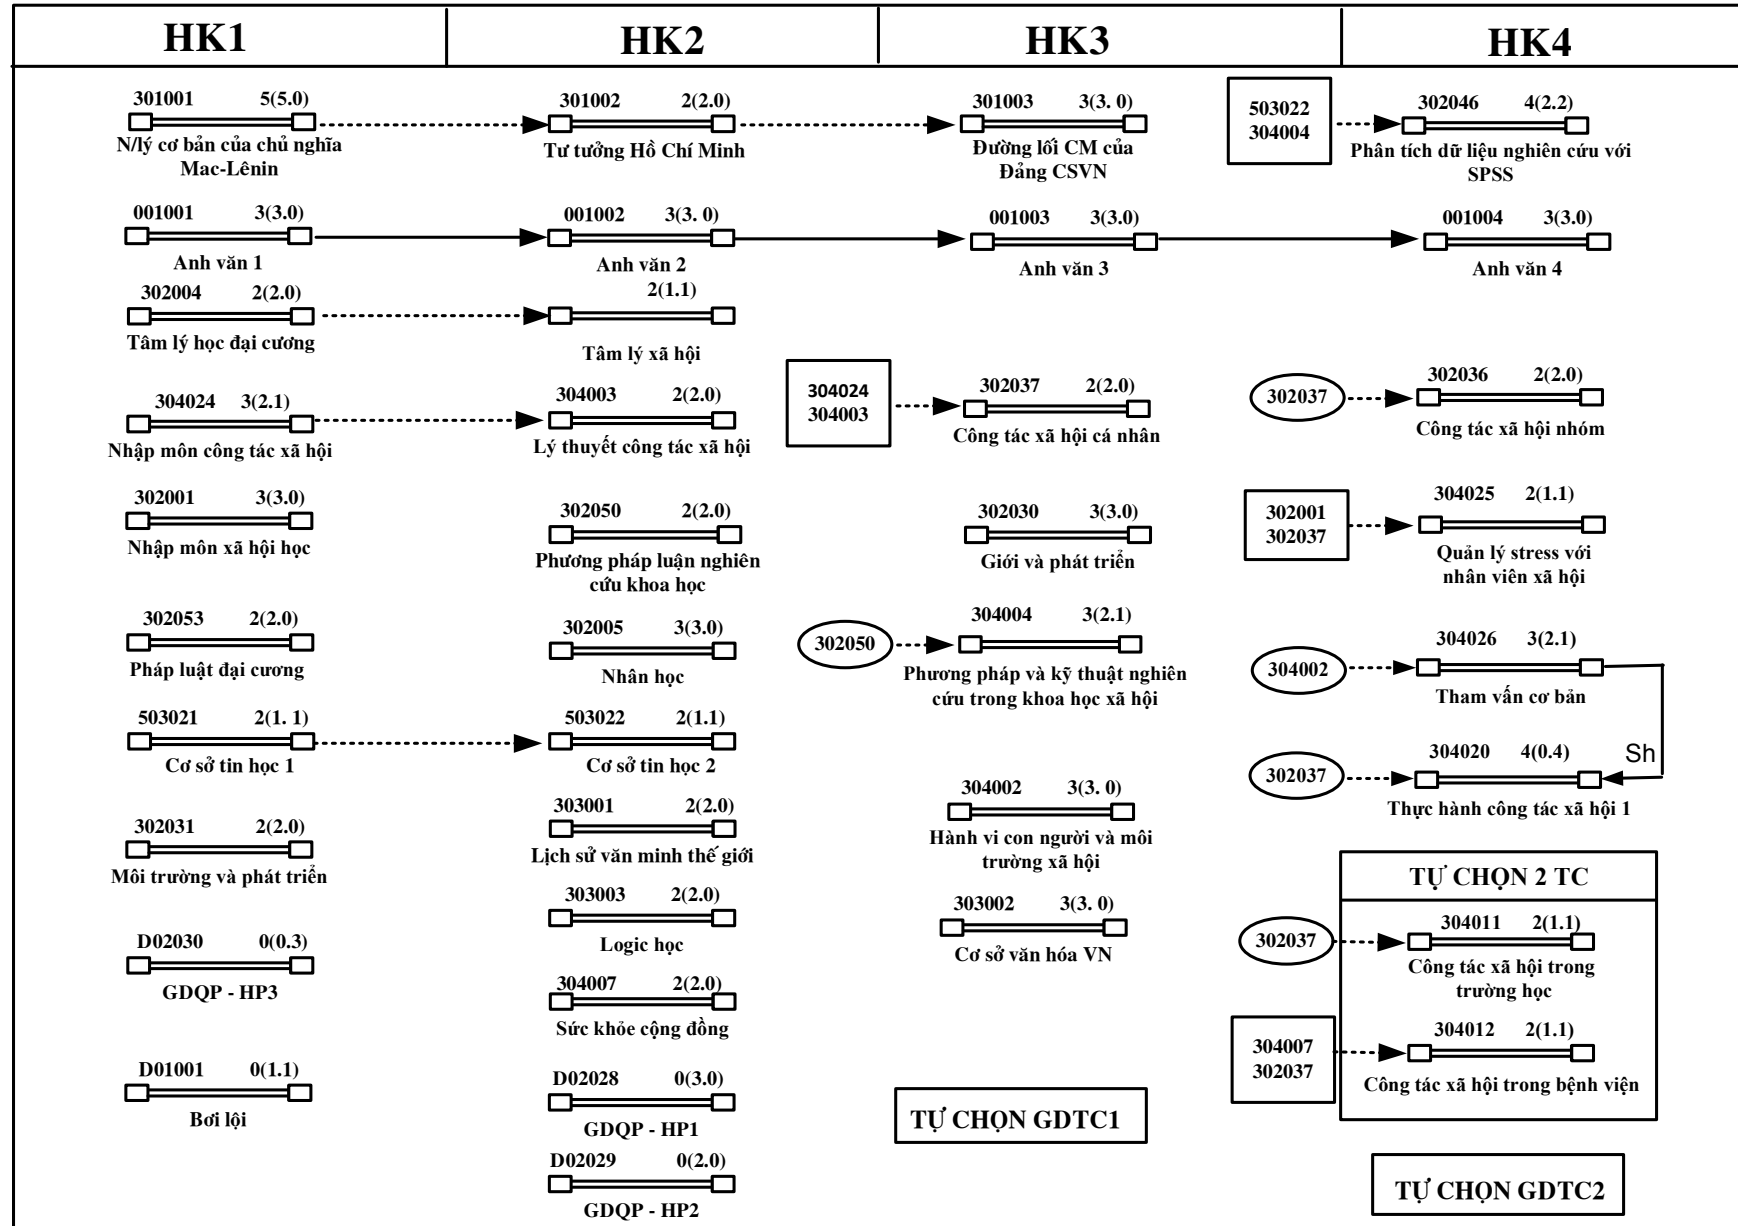 HK1
HK2
HK3
HK4
301001 5(5.0)
N/lý cơ bản của chủ nghĩa
Mac-Lênin
001001 3(3.0)
Anh văn 1
302004 2(2.0)
Tâm lý học đại cương
304024 3(2.1)
Nhập môn công tác xã hội
302001 3(3.0)
Nhập môn xã hội học
302053 2(2.0)
Pháp luật đại cương
503021 2(1. 1)
Cơ sở tin học 1
302031 2(2.0)
Môi trường và phát triển
D02030 0(0.3)
GDQP - HP3
D01001 0(1.1)
Bơi lội
301002 2(2.0)
Tư tưởng Hồ Chí Minh
001002 3(3. 0)
Anh văn 2
2(1.1)
Tâm lý xã hội
304003 2(2.0)
Lý thuyết công tác xã hội
302050 2(2.0)
Phương pháp luận nghiên
cứu khoa học
302005 3(3.0)
Nhân học
503022 2(1.1)
Cơ sở tin học 2
303001 2(2.0)
Lịch sử văn minh thế giới
303003 2(2.0)
Logic học
304007 2(2.0)
Sức khỏe cộng đồng
D02028 0(3.0)
GDQP - HP1
D02029 0(2.0)
GDQP - HP2
301003 3(3. 0)
Đường lối CM của
Đảng CSVN
001003 3(3.0)
Anh văn 3
304024
304003
302037 2(2.0)
Công tác xã hội cá nhân
302030 3(3.0)
Giới và phát triển
302050
304004 3(2.1)
Phương pháp và kỹ thuật nghiên
cứu trong khoa học xã hội
304002 3(3. 0)
Hành vi con người và môi
trường xã hội
303002 3(3. 0)
Cơ sở văn hóa VN
TỰ CHỌN GDTC1
503022
304004
302046 4(2.2)
Phân tích dữ liệu nghiên cứu với
SPSS
001004 3(3.0)
Anh văn 4
302037
302036 2(2.0)
Công tác xã hội nhóm
302001
302037
304025 2(1.1)
Quản lý stress với
nhân viên xã hội
304002
304026 3(2.1)
Tham vấn cơ bản
Sh
302037
304020 4(0.4)
Thực hành công tác xã hội 1
TỰ CHỌN 2 TC
302037
304011 2(1.1)
Công tác xã hội trong
trường học
304007
302037
304012 2(1.1)
Công tác xã hội trong bệnh viện
TỰ CHỌN GDTC2